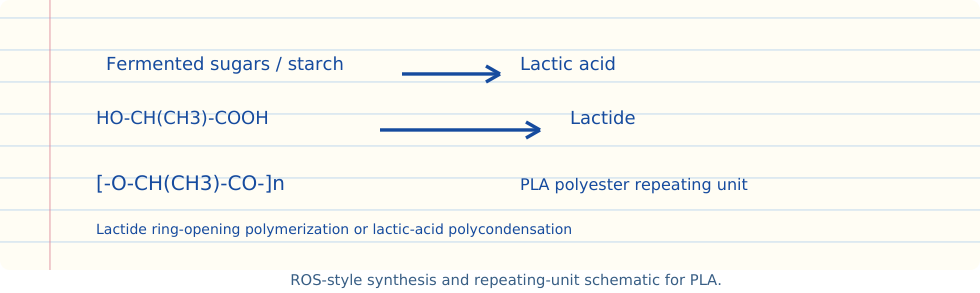 Fermented sugars / starch Lactic acid
HO-CH(CH3)-COOH Lactide
[-O-CH(CH3)-CO-]n PLA polyester repeating unit
Lactide ring-opening polymerization or lactic-acid polycondensation
ROS-style synthesis and repeating-unit schematic for PLA.